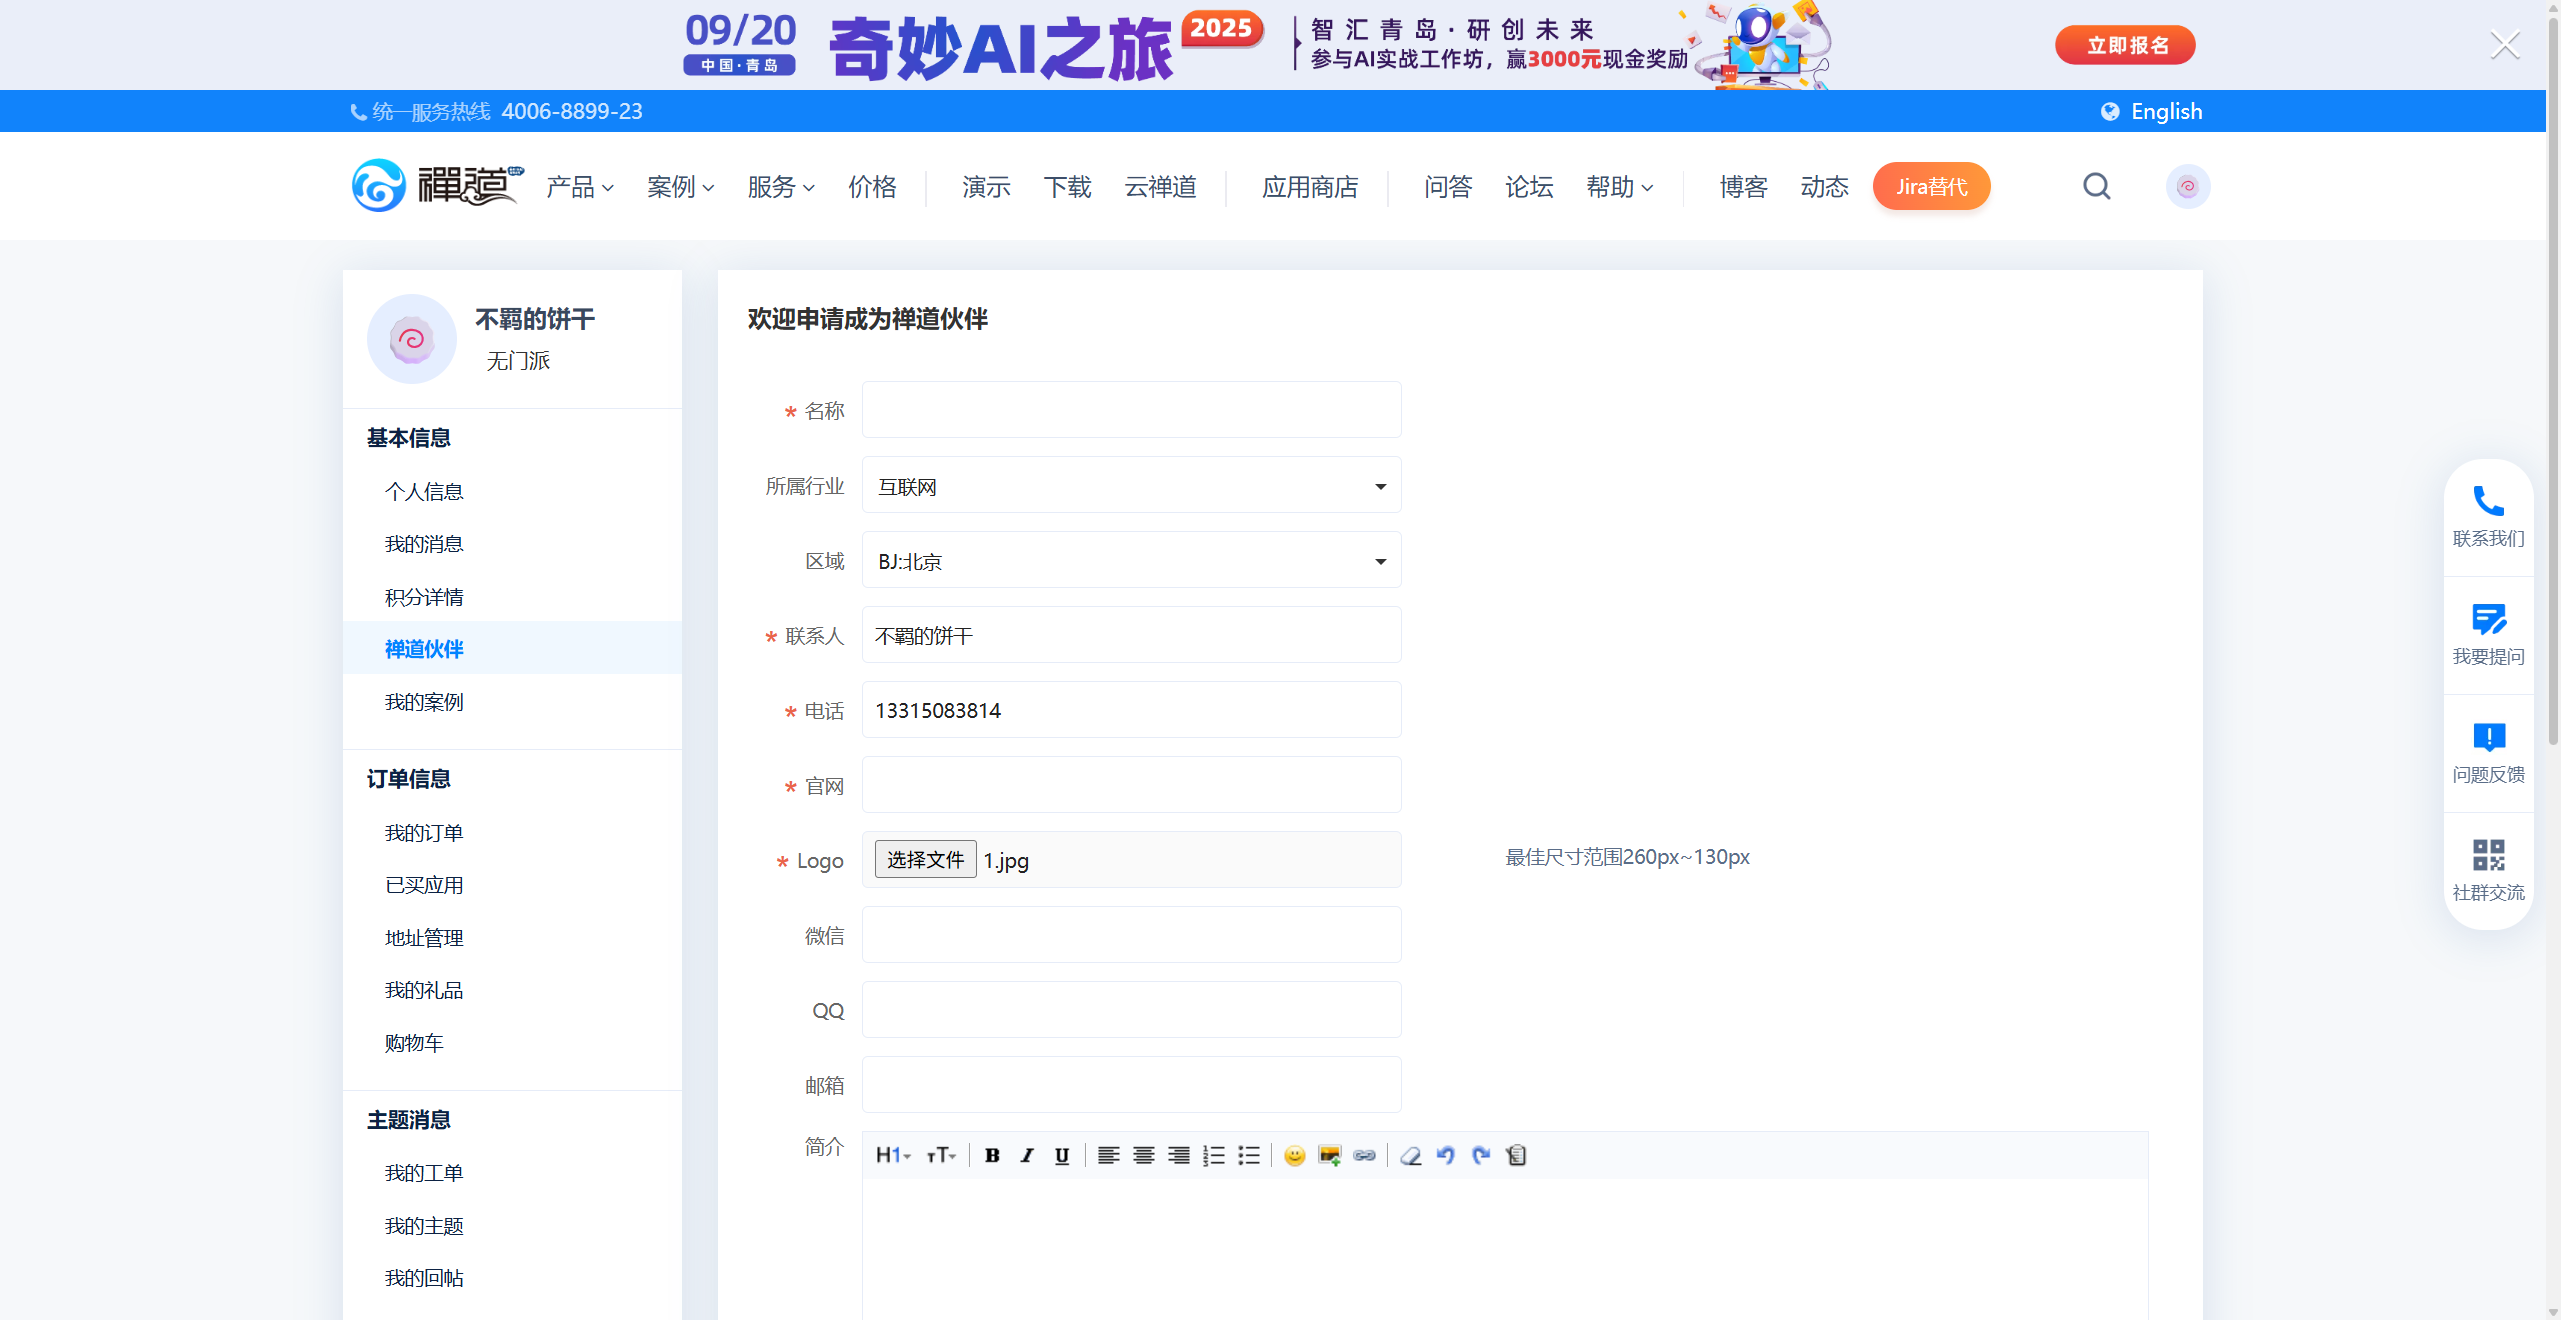 09/20
中国·青岛
奇妙AI之旅
2025
智汇青岛·研创未来
参与AI实战工作坊，赢3000元现金奖励
立即报名
统一服务热线 4006-8899-23
English
禅道
产品
案例
服务
价格
演示
下载
云禅道
应用商店
问答
论坛
帮助
博客
动态
Jira替代
不羁的饼干
无门派
基本信息
个人信息
我的消息
积分详情
禅道伙伴
我的案例
订单信息
我的订单
已买应用
地址管理
我的礼品
购物车
主题消息
我的工单
我的主题
我的回帖
欢迎申请成为禅道伙伴
* 名称
所属行业 互联网
区域 BJ:北京
* 联系人 不羁的饼干
* 电话 13315083814
* 官网
* Logo 选择文件 1.jpg 最佳尺寸范围260px~130px
微信
QQ
邮箱
简介
H1 TT B I U
联系我们
我要提问
问题反馈
社群交流